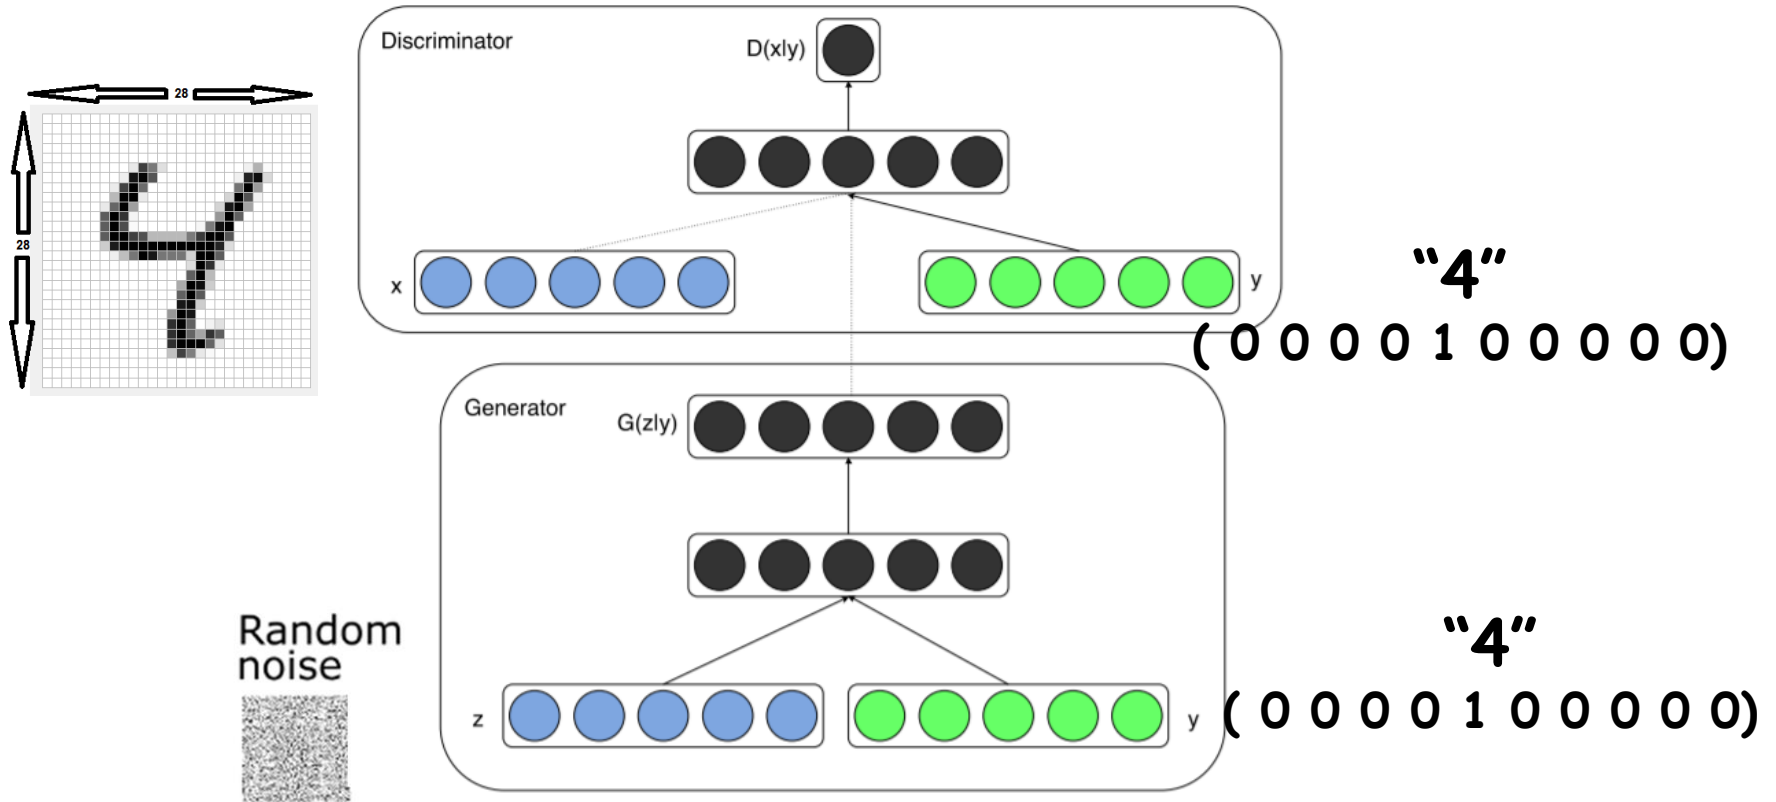 Discriminator
D(x|y)
28
28
x
y
“4”
( 0 0 0 0 1 0 0 0 0 0)
Generator
G(z|y)
Random
noise
z
y
“4”
( 0 0 0 0 1 0 0 0 0 0)